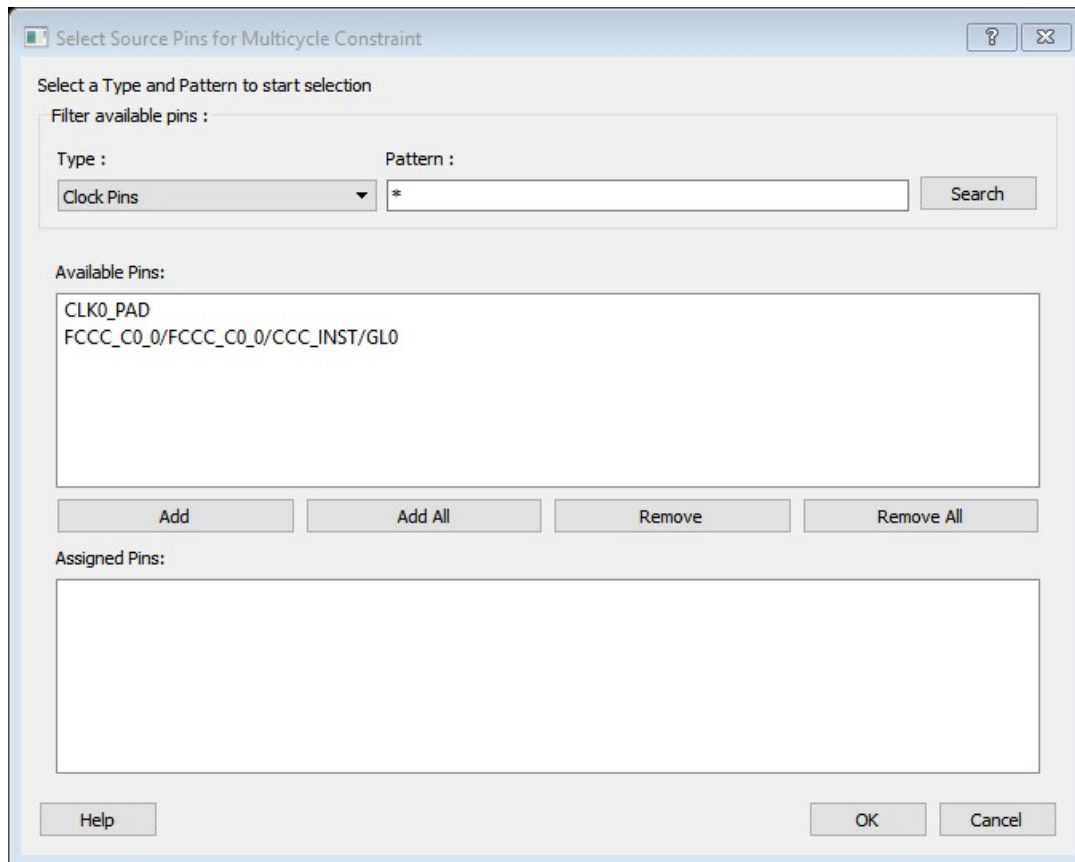 Select Source Pins for Multicycle Constraint
Select a Type and Pattern to start selection
Filter available pins :
Type : Pattern :
Clock Pins * Search
Available Pins:
CLK0_PAD
FCCC_C0_0/FCCC_C0_0/CCC_INST/GL0
Add Add All Remove Remove All
Assigned Pins:
Help OK Cancel